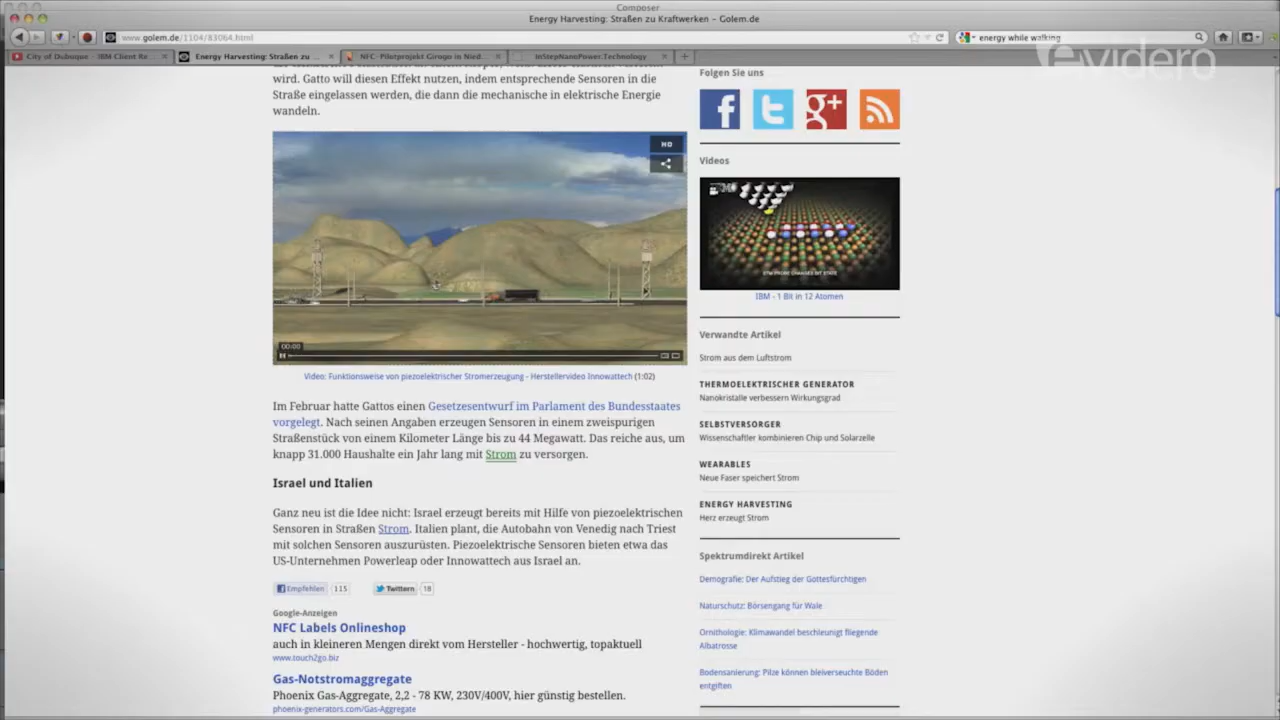 Composer
Energy Harvesting: Straßen zu Kraftwerken – Golem.de
www.golem.de/1104/83064.html
energy while walking
evidero
City of Dubuque - IBM Client Re...
Energy Harvesting: Straßen zu ...
NFC-Pilotprojekt Girogo in Nied...
InStepNanoPower.Technology
wird. Gatto will diesen Effekt nutzen, indem entsprechende Sensoren in die
Straße eingelassen werden, die dann die mechanische in elektrische Energie
wandeln.
HD
00:00
Video: Funktionsweise von piezoelektrischer Stromerzeugung - Herstellervideo Innowattech (1:02)
Im Februar hatte Gattos einen Gesetzesentwurf im Parlament des Bundesstaates
vorgelegt. Nach seinen Angaben erzeugen Sensoren in einem zweispurigen
Straßenstück von einem Kilometer Länge bis zu 44 Megawatt. Das reiche aus, um
knapp 31.000 Haushalte ein Jahr lang mit Strom zu versorgen.
Israel und Italien
Ganz neu ist die Idee nicht: Israel erzeugt bereits mit Hilfe von piezoelektrischen
Sensoren in Straßen Strom. Italien plant, die Autobahn von Venedig nach Triest
mit solchen Sensoren auszurüsten. Piezoelektrische Sensoren bieten etwa das
US-Unternehmen Powerleap oder Innowattech aus Israel an.
Empfehlen 115
Twittern 18
Google-Anzeigen
NFC Labels Onlineshop
auch in kleineren Mengen direkt vom Hersteller - hochwertig, topaktuell
www.touch2go.biz
Gas-Notstromaggregate
Phoenix Gas-Aggregate, 2,2 - 78 KW, 230V/400V, hier günstig bestellen.
phoenix-generators.com/Gas-Aggregate
Folgen Sie uns
Videos
STM PROBE CHANGES BIT STATE
IBM - 1 Bit in 12 Atomen
Verwandte Artikel
Strom aus dem Luftstrom
THERMOELEKTRISCHER GENERATOR
Nanokristalle verbessern Wirkungsgrad
SELBSTVERSORGER
Wissenschaftler kombinieren Chip und Solarzelle
WEARABLES
Neue Faser speichert Strom
ENERGY HARVESTING
Herz erzeugt Strom
Spektrumdirekt Artikel
Demografie: Der Aufstieg der Gottesfürchtigen
Naturschutz: Börsengang für Wale
Ornithologie: Klimawandel beschleunigt fliegende
Albatrosse
Bodensanierung: Pilze können bleiverseuchte Böden
entgiften